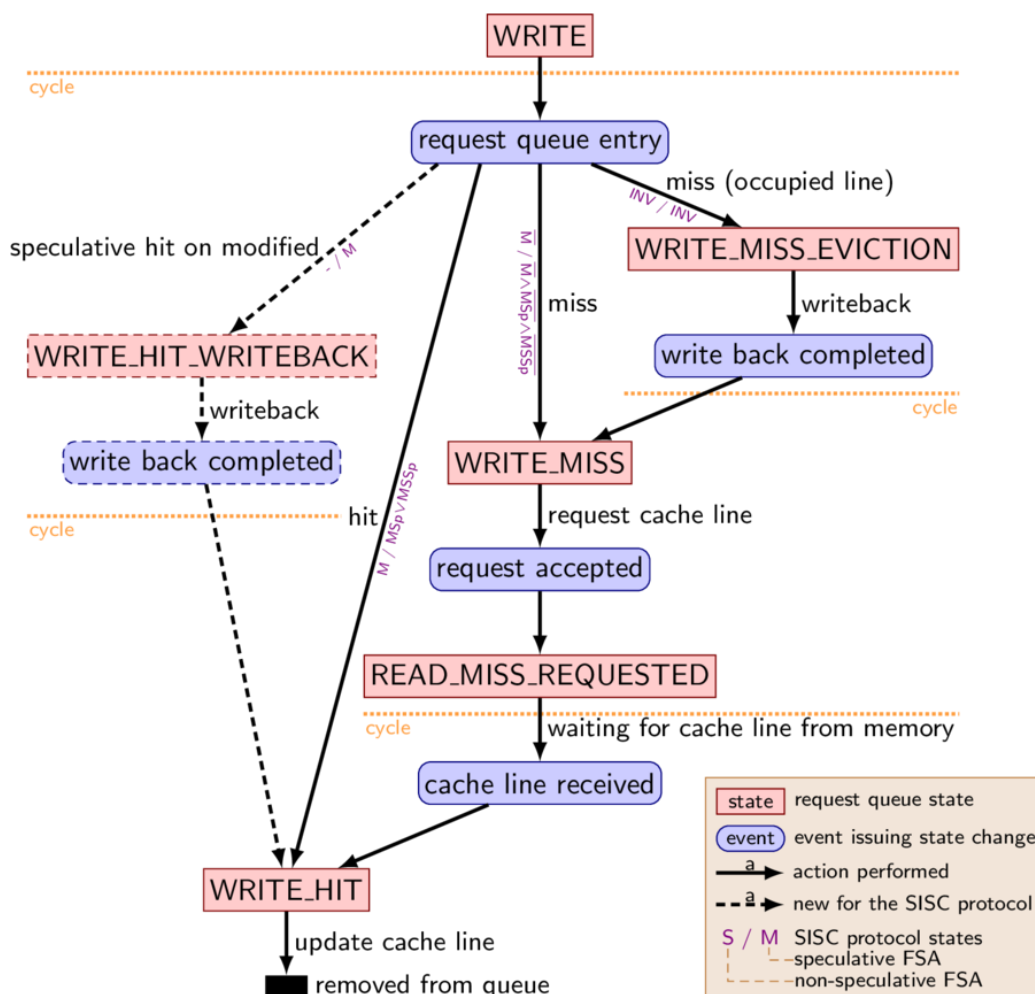 WRITE
cycle
request queue entry
miss (occupied line)
INV / INV
speculative hit on modified
- / M
WRITE_MISS_EVICTION
M̅ / M̅∧M̅S̅p̅∧M̅S̅S̅p̅
miss
writeback
WRITE_HIT_WRITEBACK
write back completed
writeback
cycle
write back completed
WRITE_MISS
hit
M / MSp∨MSSp
request cache line
cycle
request accepted
READ_MISS_REQUESTED
cycle
waiting for cache line from memory
cache line received
state request queue state
event event issuing state change
a action performed
a new for the SISC protocol
S / M SISC protocol states
speculative FSA
non-speculative FSA
WRITE_HIT
update cache line
removed from queue